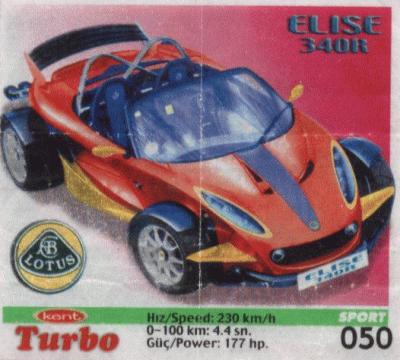 ELISE
340R
LOTUS
ELISE
340R
kent
Turbo
Hız/Speed: 230 km/h
0-100 km: 4.4 sn.
Güç/Power: 177 hp.
SPORT
050